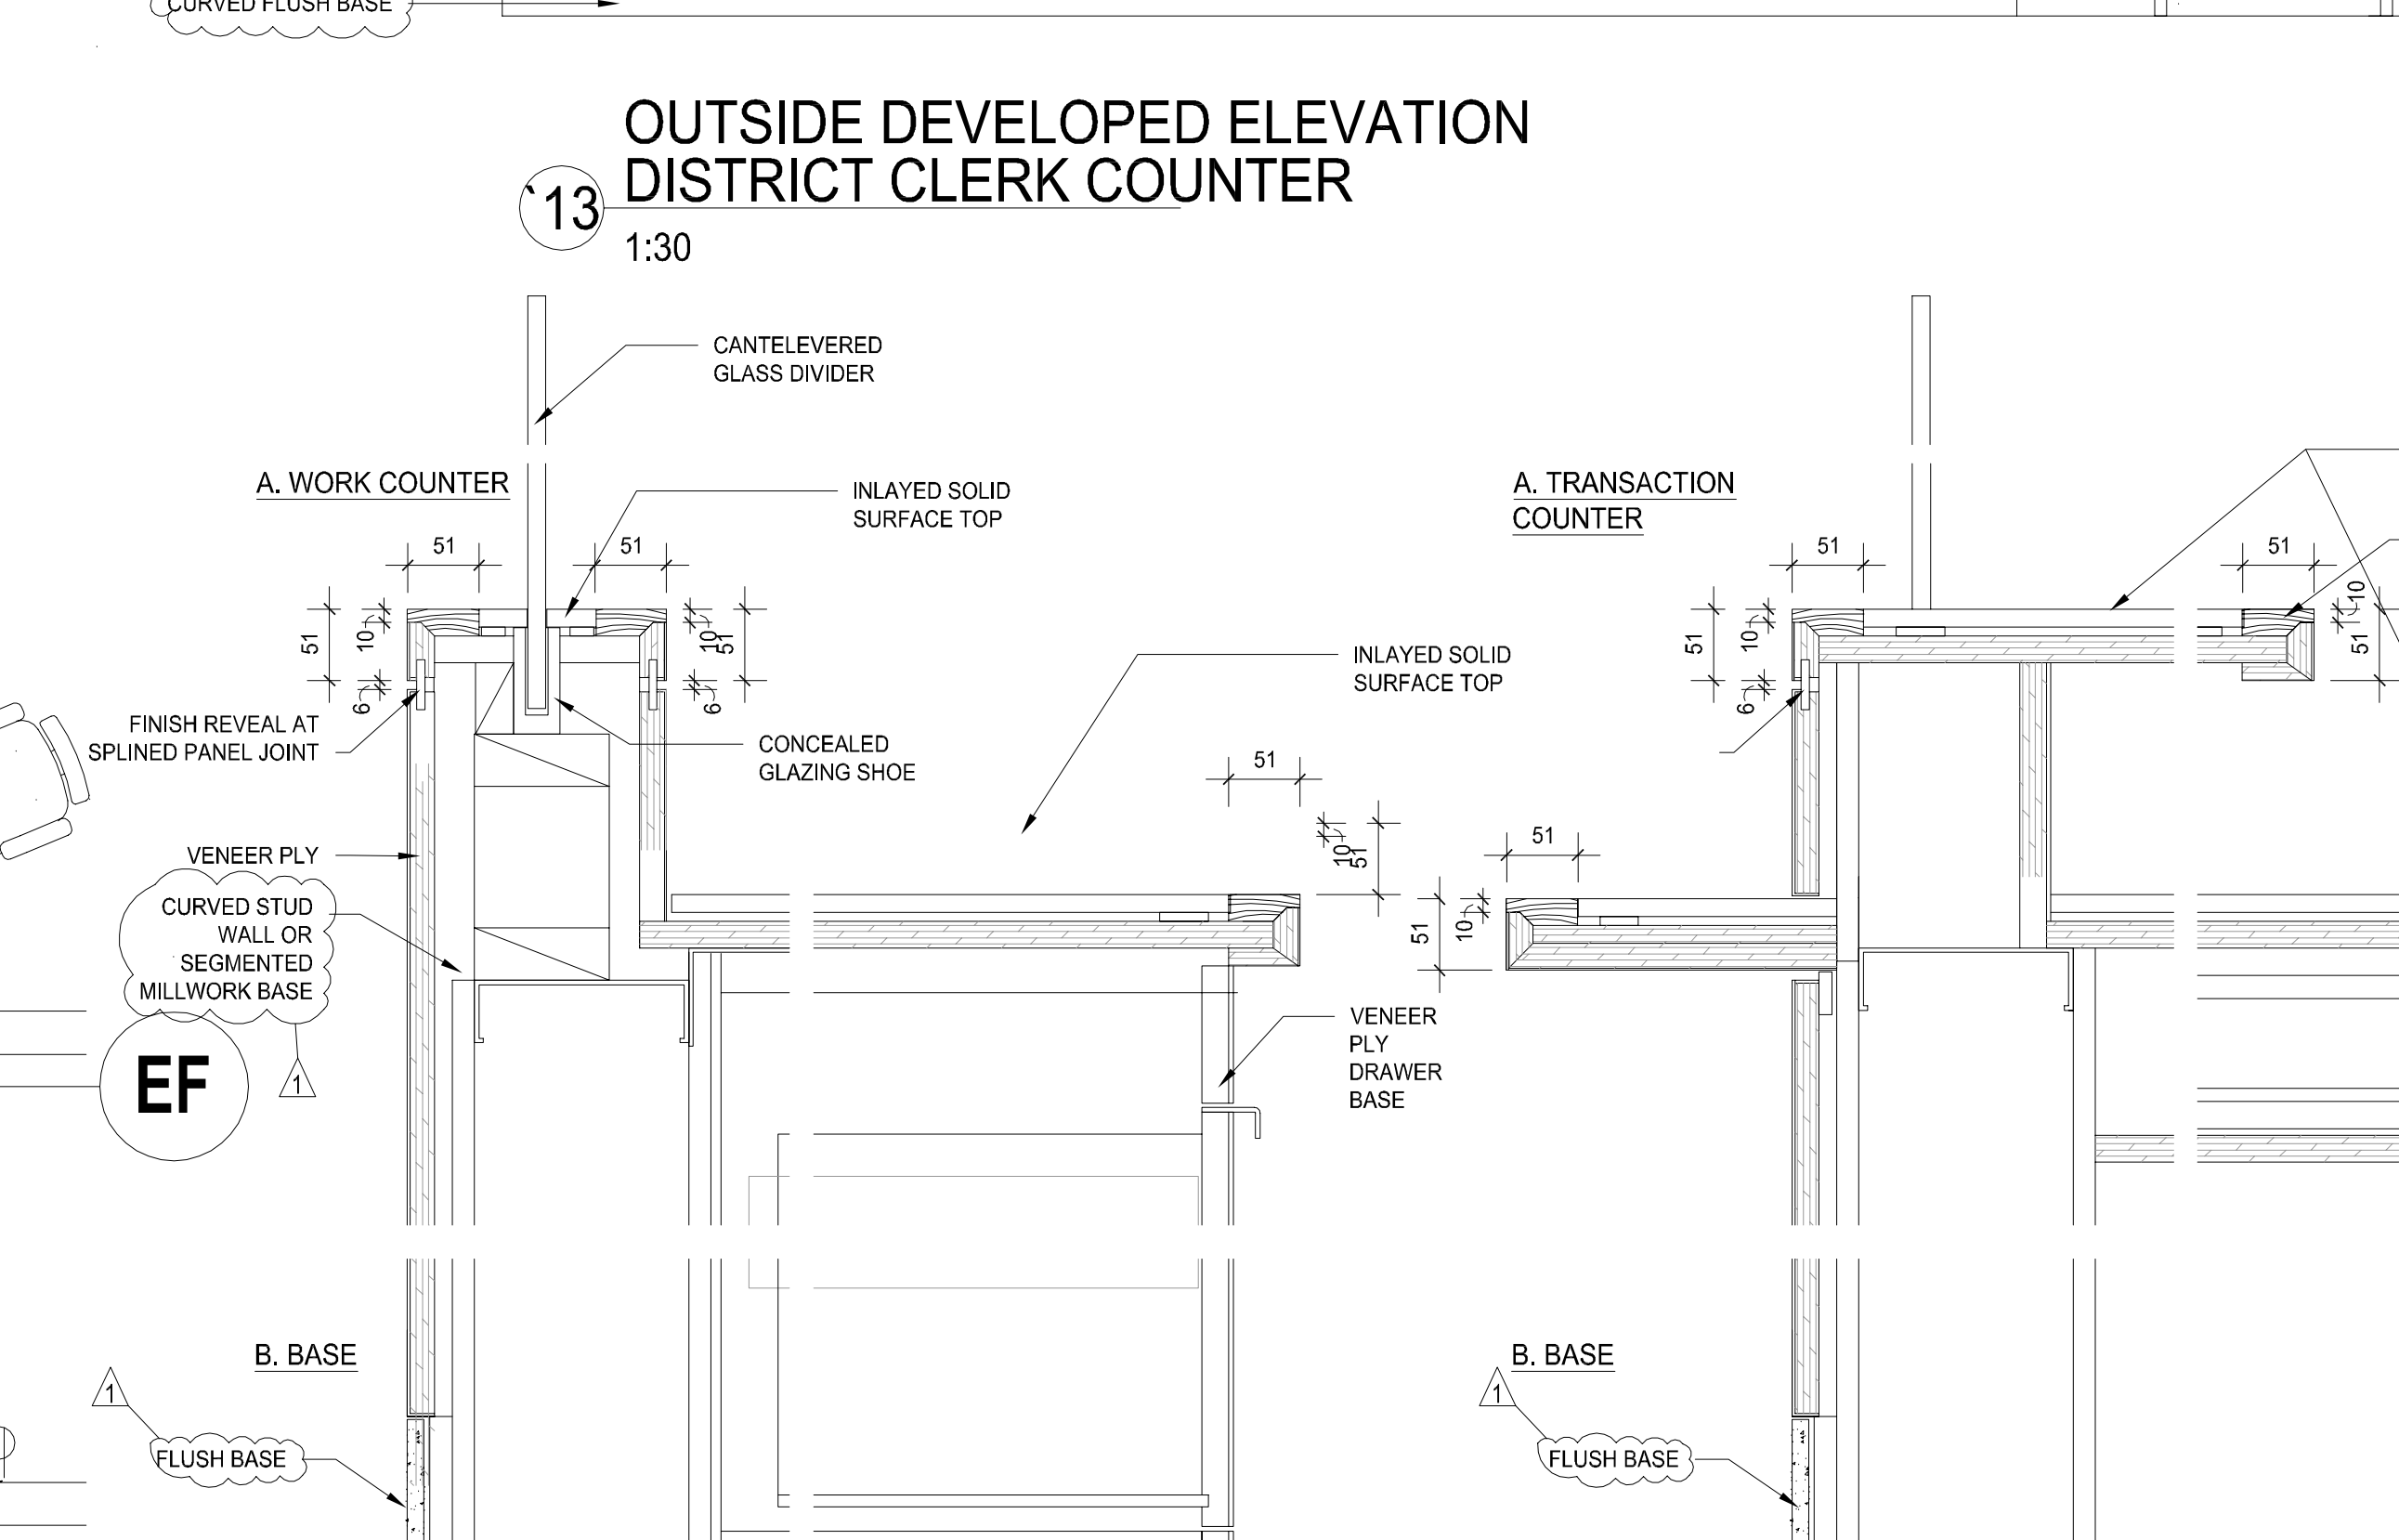 CURVED FLUSH BASE
OUTSIDE DEVELOPED ELEVATION
DISTRICT CLERK COUNTER
`13
1:30
CANTELEVERED
GLASS DIVIDER
A. WORK COUNTER
INLAYED SOLID
SURFACE TOP
51
51
51
10
6
10
51
6
FINISH REVEAL AT
SPLINED PANEL JOINT
CONCEALED
GLAZING SHOE
INLAYED SOLID
SURFACE TOP
51
10
51
VENEER PLY
CURVED STUD
WALL OR
SEGMENTED
MILLWORK BASE
1
EF
VENEER
PLY
DRAWER
BASE
B. BASE
1
FLUSH BASE
A. TRANSACTION
COUNTER
51
51
51
10
6
10
51
51
51
10
B. BASE
1
FLUSH BASE